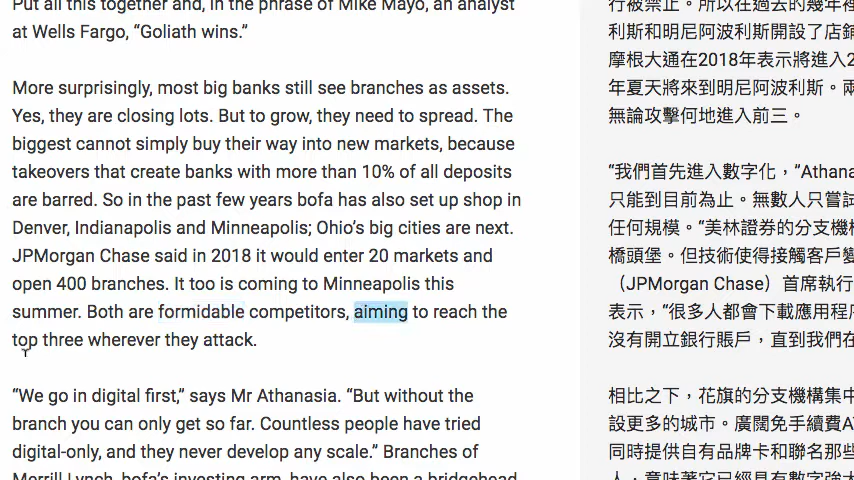 Put all this together and, in the phrase of Mike Mayo, an analyst
at Wells Fargo, “Goliath wins.”
More surprisingly, most big banks still see branches as assets.
Yes, they are closing lots. But to grow, they need to spread. The
biggest cannot simply buy their way into new markets, because
takeovers that create banks with more than 10% of all deposits
are barred. So in the past few years bofa has also set up shop in
Denver, Indianapolis and Minneapolis; Ohio’s big cities are next.
JPMorgan Chase said in 2018 it would enter 20 markets and
open 400 branches. It too is coming to Minneapolis this
summer. Both are formidable competitors, aiming to reach the
top three wherever they attack.
“We go in digital first,” says Mr Athanasia. “But without the
branch you can only get so far. Countless people have tried
digital-only, and they never develop any scale.” Branches of
Merrill Lynch, bofa’s investing arm, have also been a bridgehead
行被禁止。所以在過去的幾年裡
利斯和明尼阿波利斯開設了店鋪
摩根大通在2018年表示將進入2
年夏天將來到明尼阿波利斯。兩
無論攻擊何地進入前三。
“我們首先進入數字化，”Athana
只能到目前為止。無數人只嘗試
任何規模。“美林證券的分支機
橋頭堡。但技術使得接觸客戶變
（JPMorgan Chase）首席執行
表示，“很多人都會下載應用程
沒有開立銀行賬戶，直到我們在
相比之下，花旗的分支機構集中
設更多的城市。廣闊免手續費A
同時提供自有品牌卡和聯名那些
人，意味著它已經具有數字強大